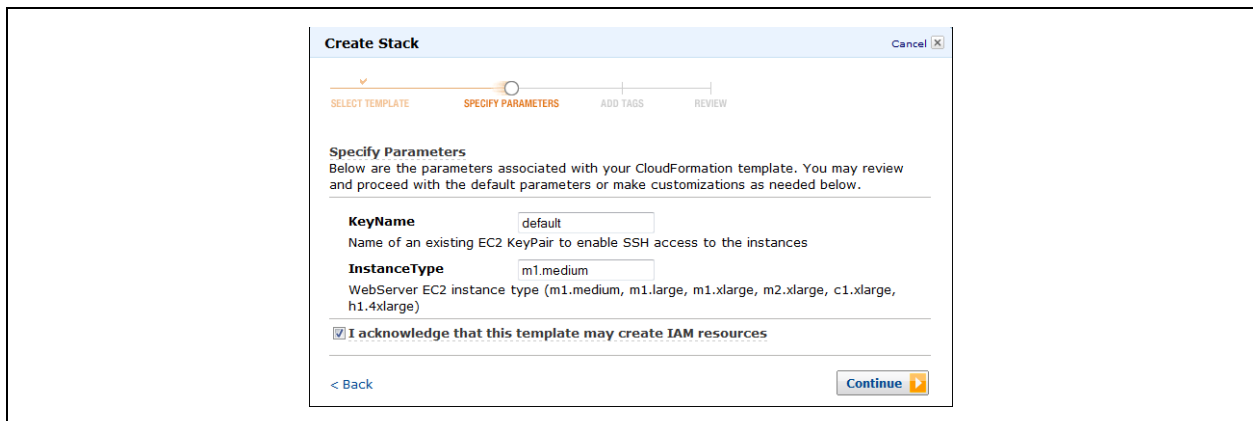 Create Stack
Cancel
SELECT TEMPLATE
SPECIFY PARAMETERS
ADD TAGS
REVIEW
Specify Parameters
Below are the parameters associated with your CloudFormation template. You may review
and proceed with the default parameters or make customizations as needed below.
KeyName
default
Name of an existing EC2 KeyPair to enable SSH access to the instances
InstanceType
m1.medium
WebServer EC2 instance type (m1.medium, m1.large, m1.xlarge, m2.xlarge, c1.xlarge,
h1.4xlarge)
I acknowledge that this template may create IAM resources
< Back
Continue